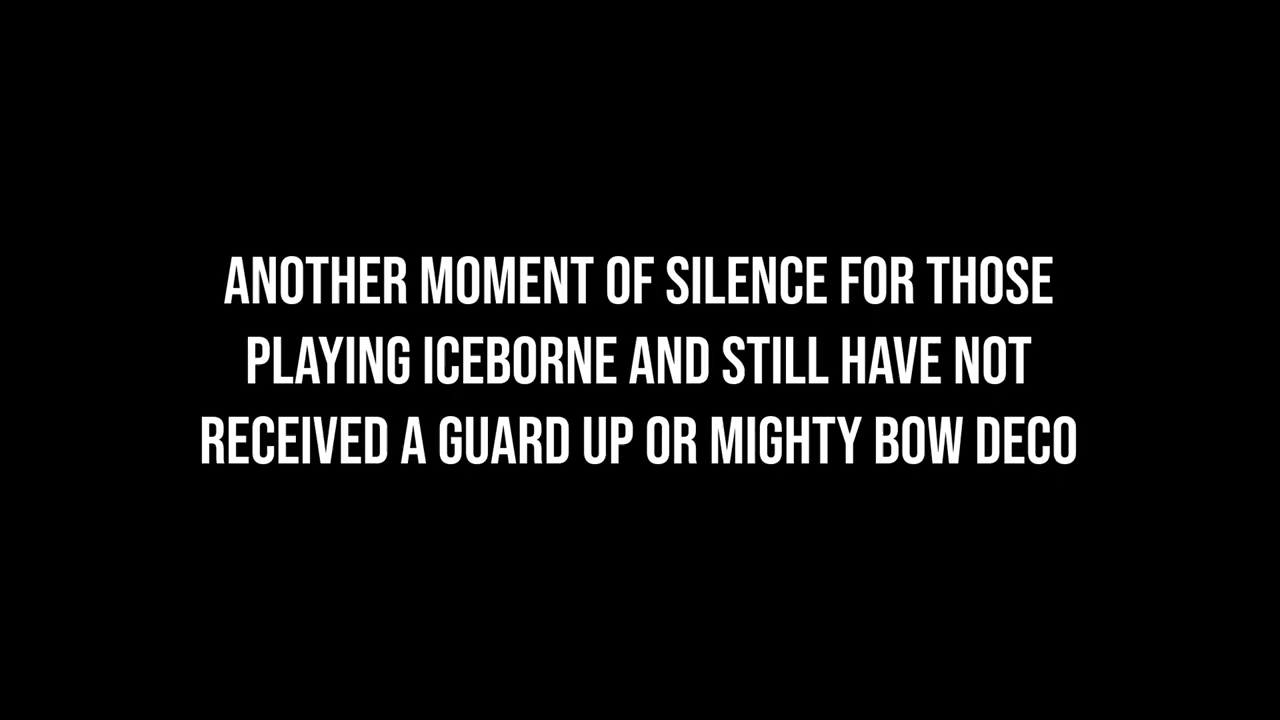 ANOTHER MOMENT OF SILENCE FOR THOSE
PLAYING ICEBORNE AND STILL HAVE NOT
RECEIVED A GUARD UP OR MIGHTY BOW DECO